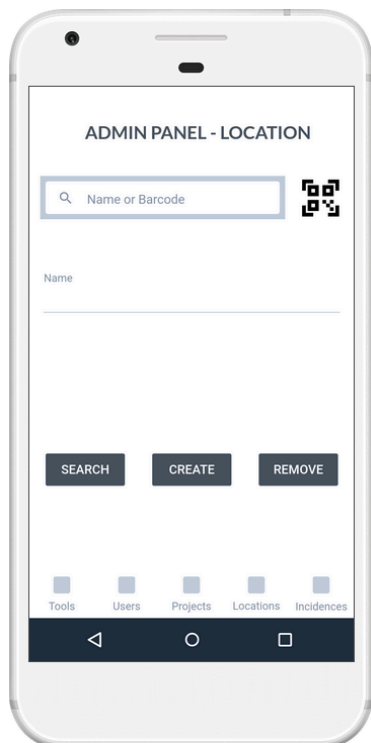 ADMIN PANEL - LOCATION
Name or Barcode
Name
SEARCH CREATE REMOVE
Tools Users Projects Locations Incidences